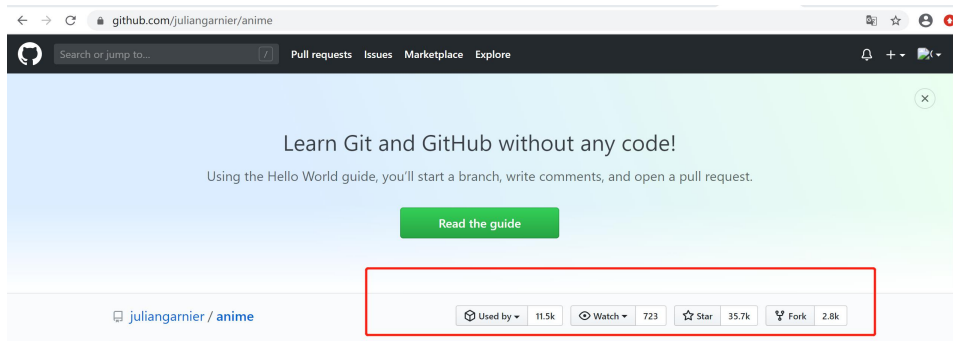 github.com/juliangarnier/anime
Search or jump to... / Pull requests Issues Marketplace Explore
Learn Git and GitHub without any code!
Using the Hello World guide, you'll start a branch, write comments, and open a pull request.
Read the guide
juliangarnier / anime Used by 11.5k Watch 723 Star 35.7k Fork 2.8k